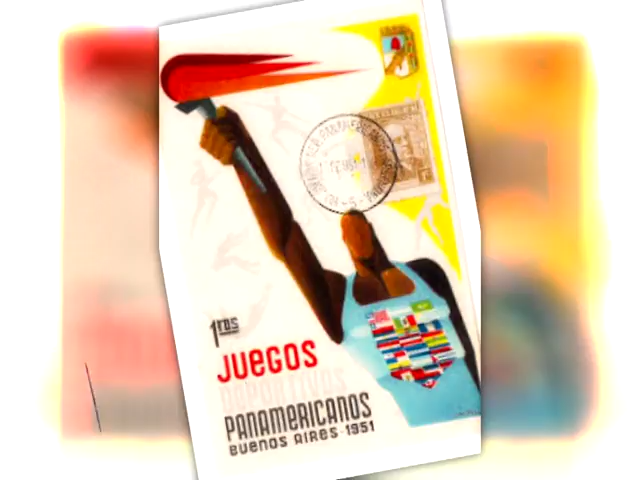 1ros
JUEGOS
DEPORTIVOS
PANAMERICANOS
BUENOS AIRES-1951